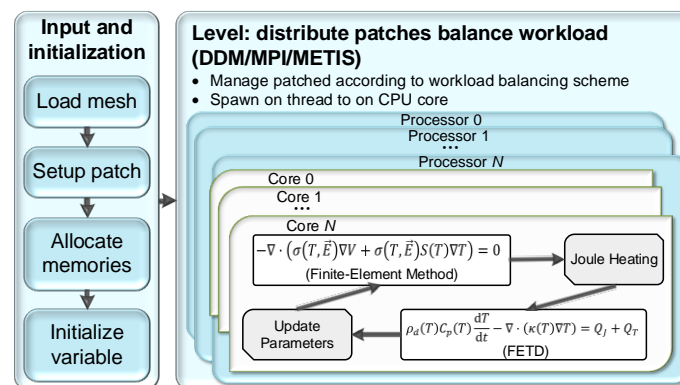 Input and
initialization
Load mesh
Setup patch
Allocate
memories
Initialize
variable
Level: distribute patches balance workload
(DDM/MPI/METIS)
• Manage patched according to workload balancing scheme
• Spawn on thread to on CPU core
Processor 0
Processor 1
...
Processor N
Core 0
Core 1
...
Core N
−∇ · (σ(T, E⃗)∇V + σ(T, E⃗)S(T)∇T) = 0
(Finite-Element Method)
Joule Heating
Update
Parameters
ρ_d(T)C_p(T) dT/dt − ∇ · (κ(T)∇T) = Q_J + Q_T
(FETD)